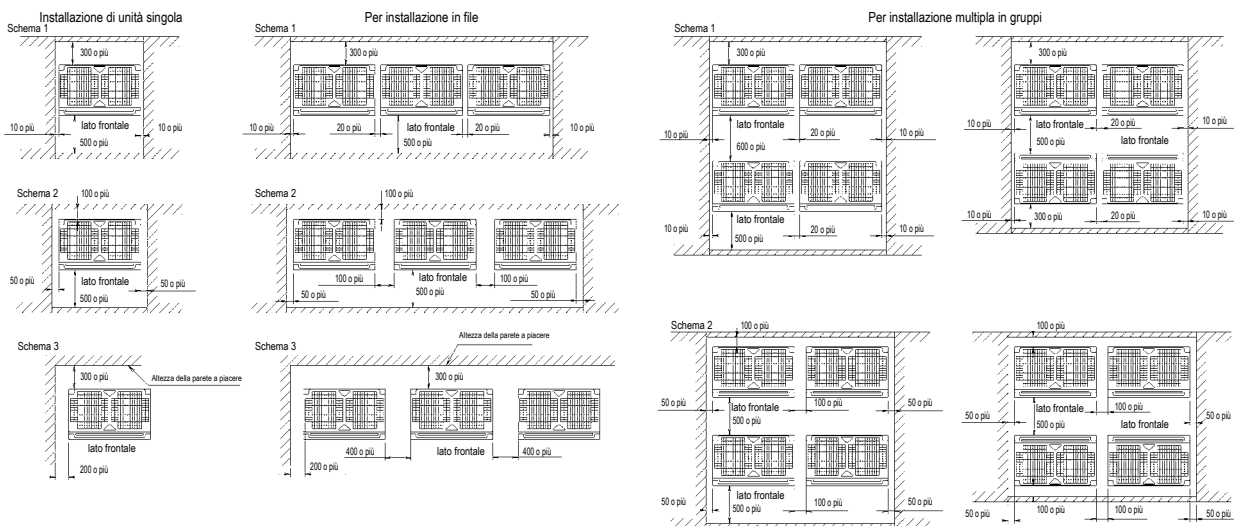 Installazione di unità singola
Schema 1
300 o più
lato frontale
10 o più
10 o più
500 o più
Schema 2
100 o più
50 o più
lato frontale
50 o più
500 o più
Schema 3
Altezza della parete a piacere
300 o più
lato frontale
200 o più
Per installazione in file
Schema 1
300 o più
10 o più
20 o più
lato frontale
20 o più
10 o più
500 o più
Schema 2
100 o più
100 o più
lato frontale
100 o più
50 o più
500 o più
50 o più
Altezza della parete a piacere
Schema 3
300 o più
400 o più
lato frontale
400 o più
200 o più
Per installazione multipla in gruppi
Schema 1
300 o più
lato frontale
10 o più
20 o più
10 o più
600 o più
lato frontale
10 o più
20 o più
10 o più
500 o più
300 o più
10 o più
20 o più
10 o più
lato frontale
500 o più
10 o più
300 o più
20 o più
10 o più
Schema 2
100 o più
50 o più
lato frontale
100 o più
50 o più
500 o più
lato frontale
50 o più
100 o più
50 o più
500 o più
100 o più
lato frontale
50 o più
100 o più
50 o più
500 o più
100 o più
50 o più
100 o più
50 o più